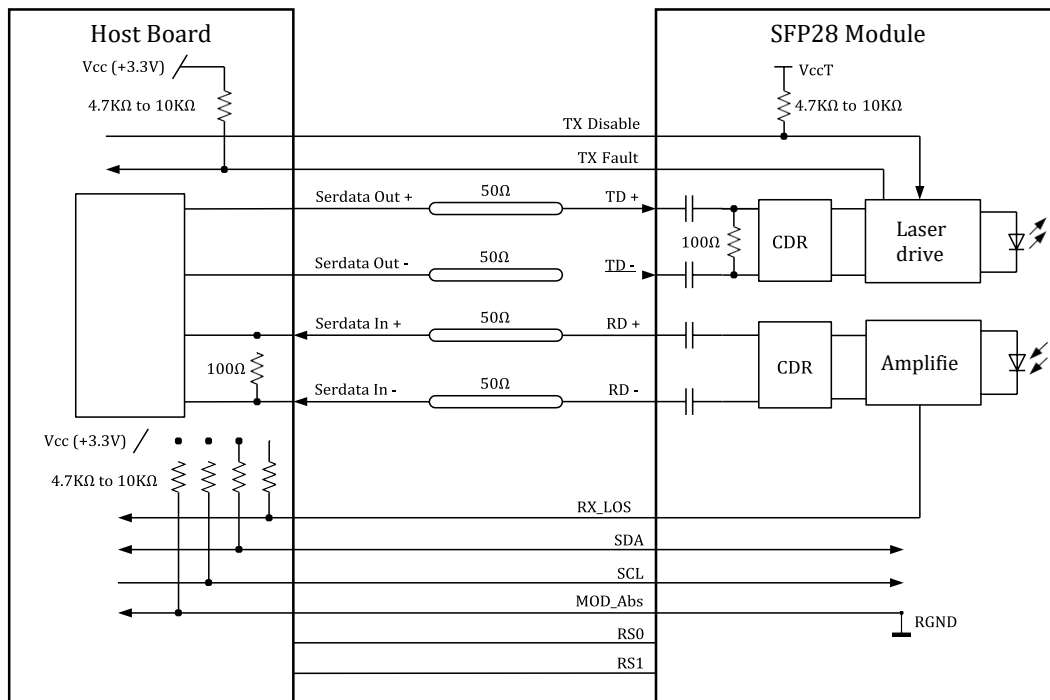 Host Board
SFP28 Module
Vcc (+3.3V)
VccT
4.7KΩ to 10KΩ
4.7KΩ to 10KΩ
TX Disable
TX Fault
Serdata Out +
50Ω
TD +
100Ω
CDR
Laser
drive
Serdata Out -
50Ω
TD -
Serdata In +
50Ω
RD +
100Ω
CDR
Amplifie
Serdata In -
50Ω
RD -
Vcc (+3.3V)
4.7KΩ to 10KΩ
RX_LOS
SDA
SCL
MOD_Abs
RGND
RS0
RS1